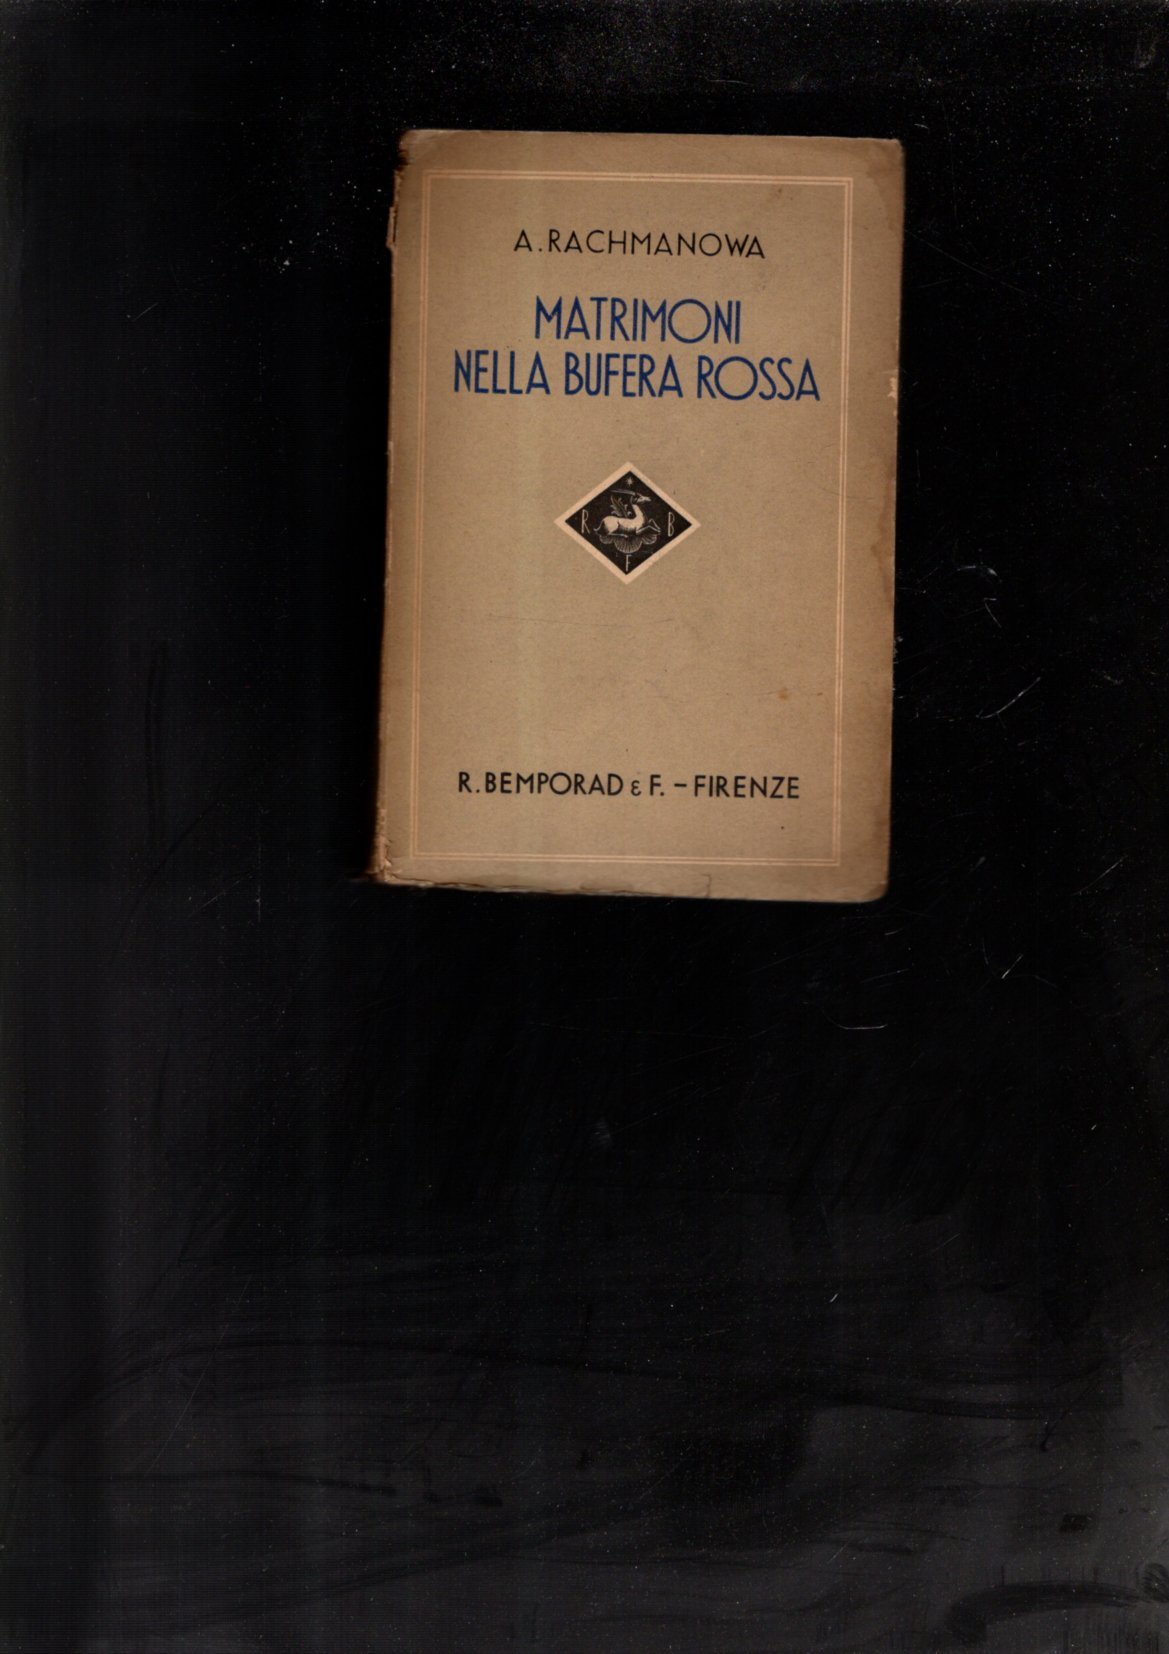 A. RACHMANOWA
MATRIMONI
NELLA BUFERA ROSSA
R B
F
R. BEMPORAD & F. - FIRENZE